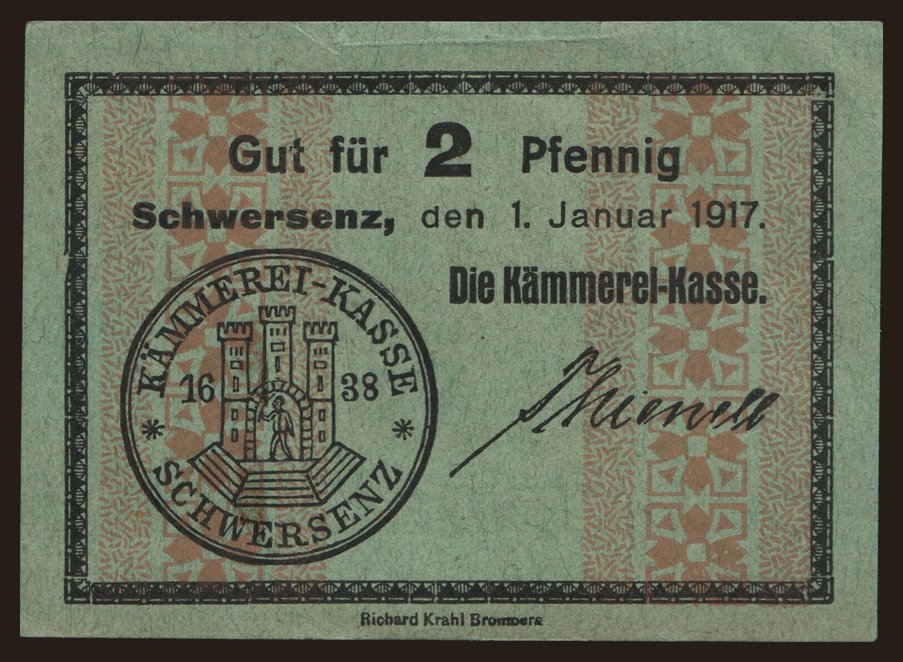 Gut für 2 Pfennig
Schwersenz, den 1. Januar 1917.
Die Kämmerei-Kasse.
KÄMMEREI-KASSE
16 38
* SCHWERSENZ *
Richard Krahl